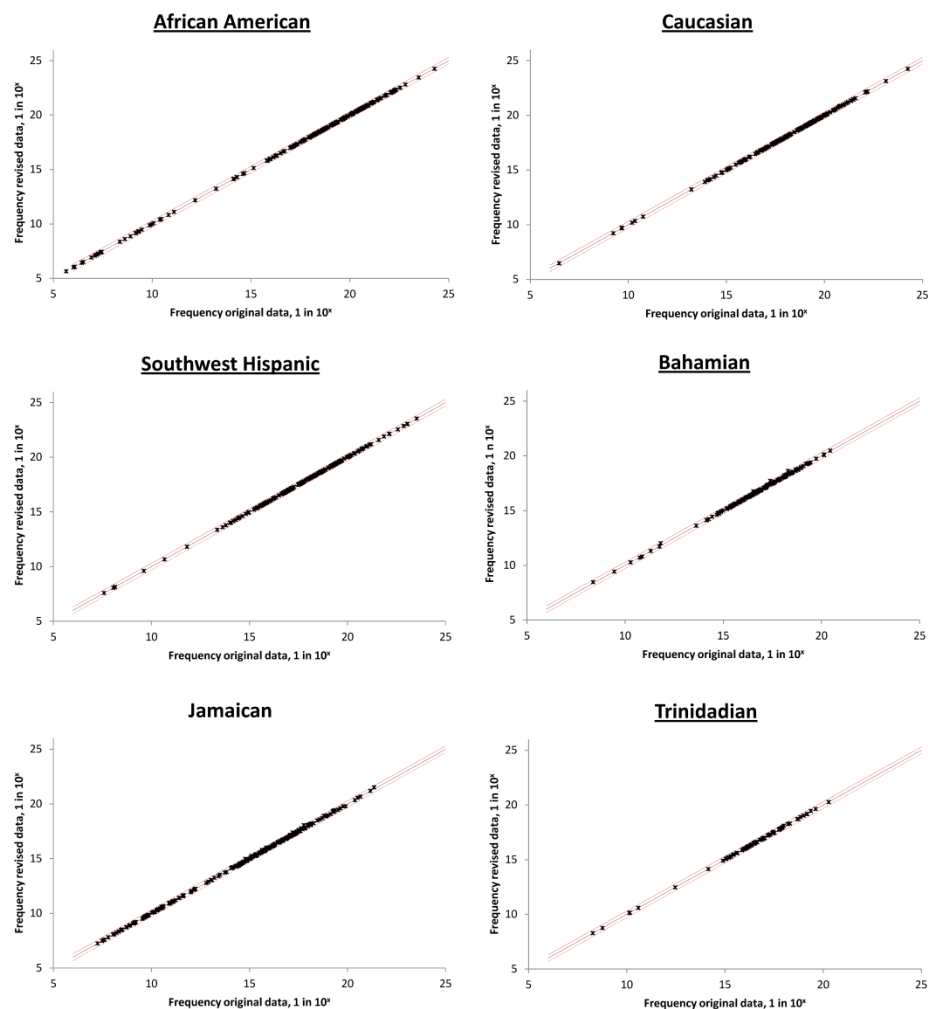 African American
Frequency revised data, 1 in 10ˣ
25
20
15
10
5
5 10 15 20 25
Frequency original data, 1 in 10ˣ
Caucasian
Frequency revised data, 1 in 10ˣ
25
20
15
10
5
5 10 15 20 25
Frequency original data, 1 in 10ˣ
Southwest Hispanic
Frequency revised data, 1 in 10ˣ
25
20
15
10
5
5 10 15 20 25
Frequency original data, 1 in 10ˣ
Bahamian
Frequency revised data, 1 n 10ˣ
25
20
15
10
5
5 10 15 20 25
Frequency original data, 1 in 10ˣ
Jamaican
Frequency revised data, 1 in 10ˣ
25
20
15
10
5
5 10 15 20 25
Frequency original data, 1 in 10ˣ
Trinidadian
Frequency revised data, 1 in 10ˣ
25
20
15
10
5
5 10 15 20 25
Frequency original data, 1 in 10ˣ